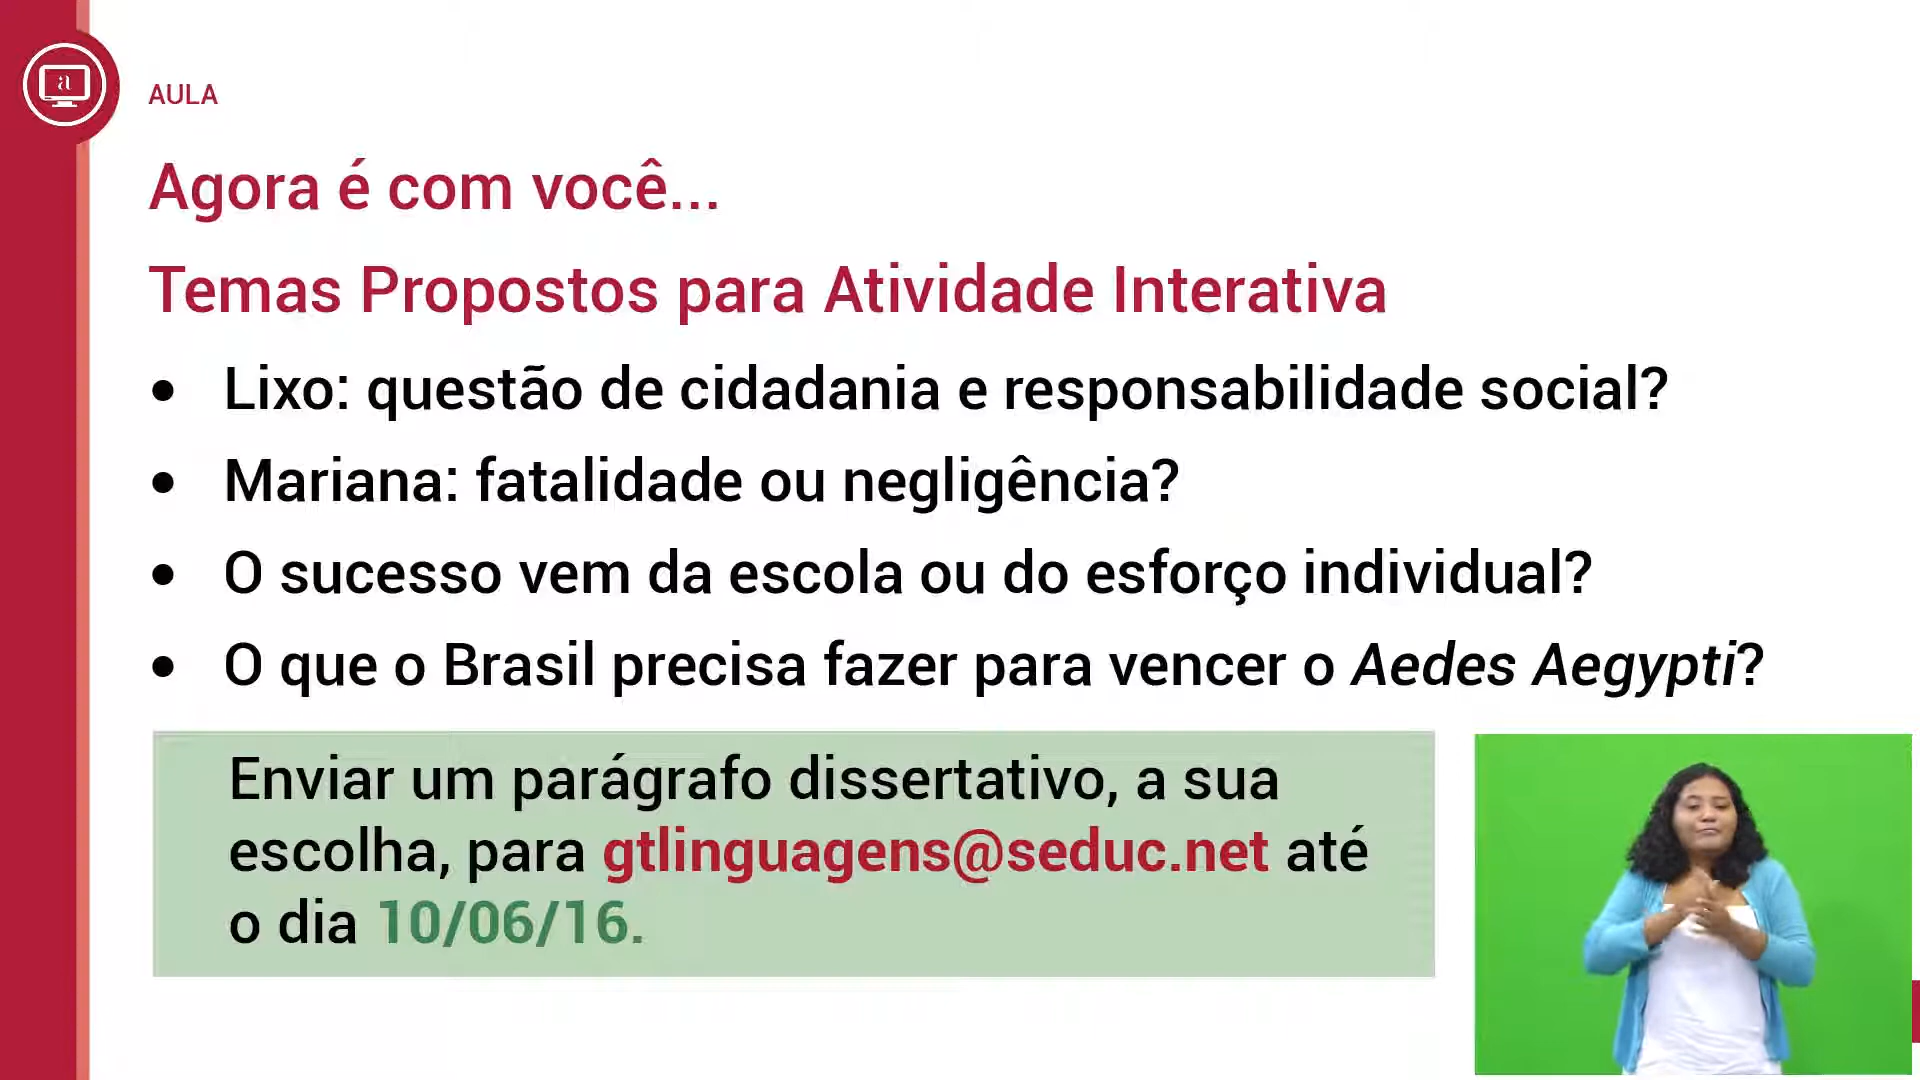 a
AULA
Agora é com você...
Temas Propostos para Atividade Interativa
• Lixo: questão de cidadania e responsabilidade social?
• Mariana: fatalidade ou negligência?
• O sucesso vem da escola ou do esforço individual?
• O que o Brasil precisa fazer para vencer o Aedes Aegypti?
Enviar um parágrafo dissertativo, a sua
escolha, para gtlinguagens@seduc.net até
o dia 10/06/16.